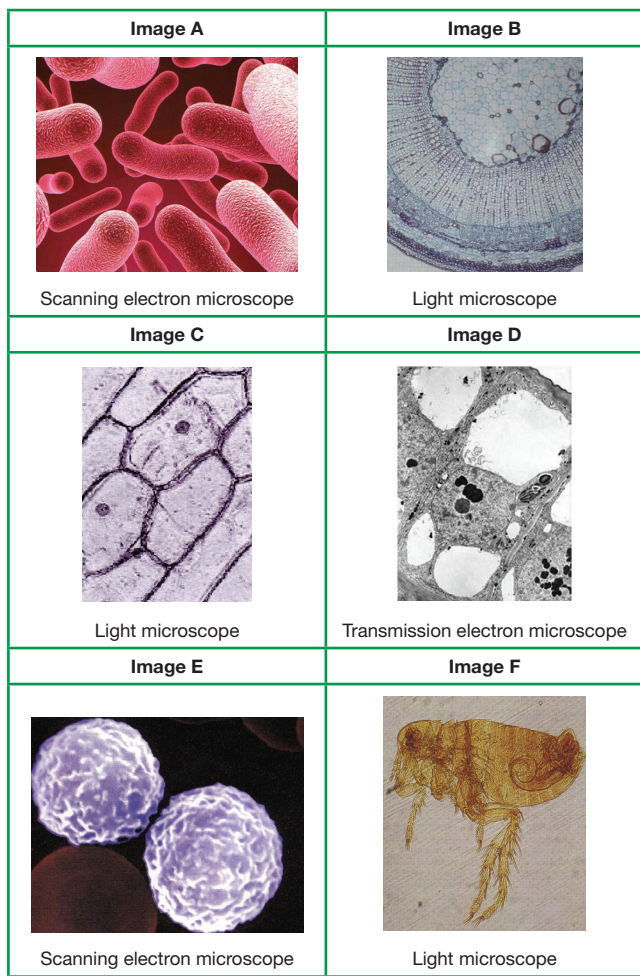 Image A
Image B
Scanning electron microscope
Light microscope
Image C
Image D
Light microscope
Transmission electron microscope
Image E
Image F
Scanning electron microscope
Light microscope